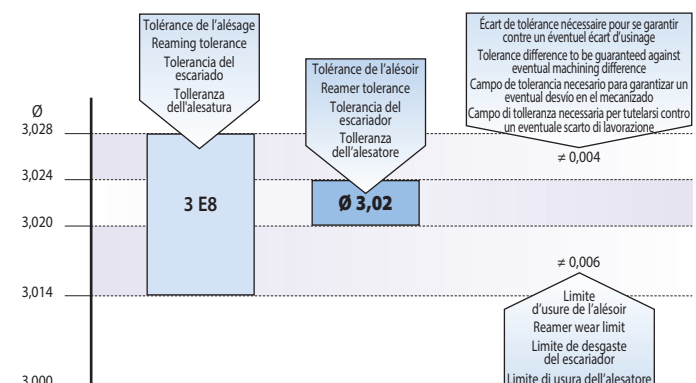 Tolérance de l'alésage
Reaming tolerance
Tolerancia del
escariado
Tolleranza
dell'alesatura
Tolérance de l'alésoir
Reamer tolerance
Tolerancia del
escariador
Tolleranza
dell'alesatore
Écart de tolérance nécessaire pour se garantir
contre un éventuel écart d'usinage
Tolerance difference to be guaranteed against
eventual machining difference
Campo de tolerancia necesario para garantizar un
eventual desvío en el mecanizado
Campo di tolleranza necessaria per tutelarsi contro
un eventuale scarto di lavorazione
Ø
3,028
3,024
3,020
3,014
3,000
3 E8
Ø 3,02
≠ 0,004
≠ 0,006
Limite
d'usure de l'alésoir
Reamer wear limit
Limite de desgaste
del escariador
Limite di usura dell'alesatore